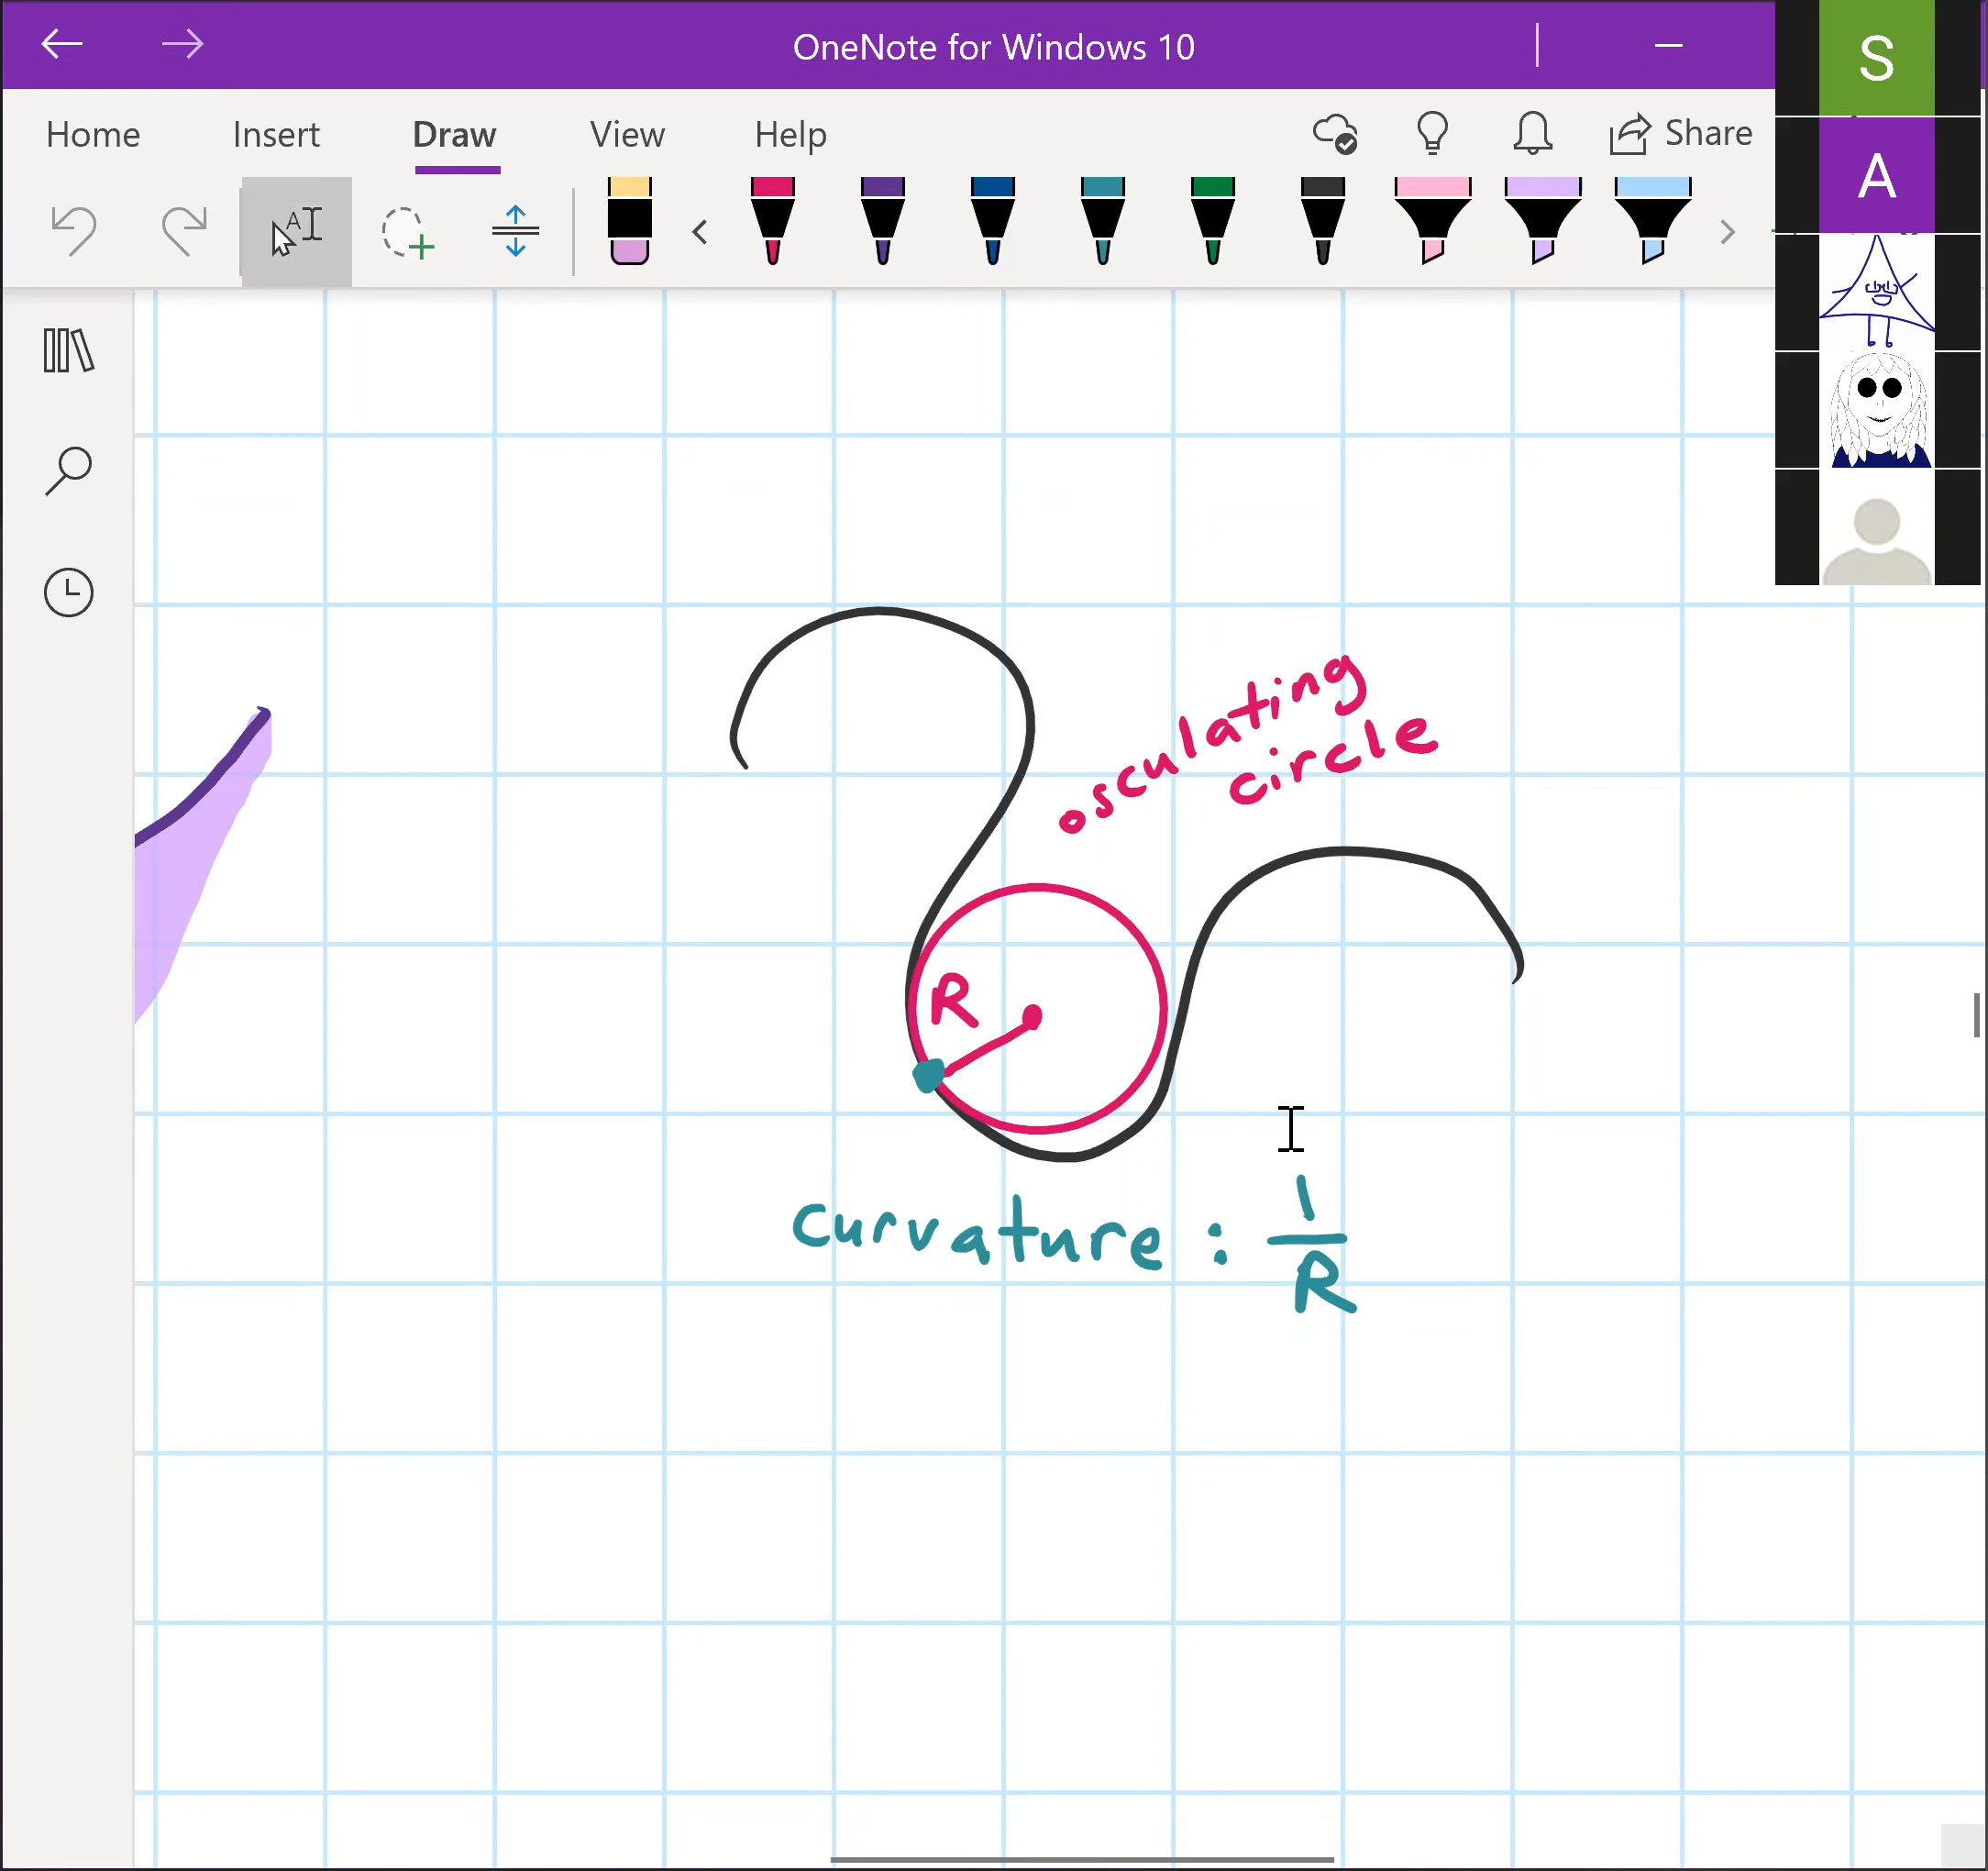 OneNote for Windows 10
Home Insert Draw View Help Share
S
A
osculating
circle
R
curvature : 1/R